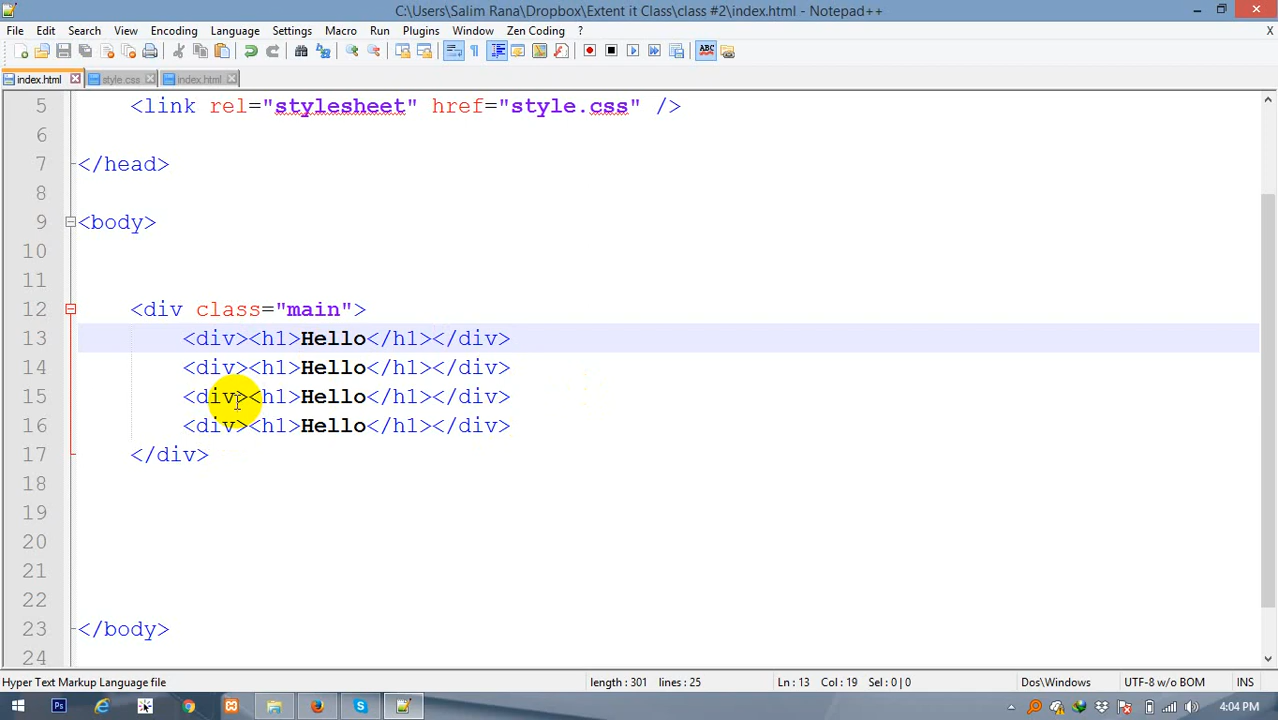 C:\Users\Salim Rana\Dropbox\Extent it Class\class #2\index.html - Notepad++
File Edit Search View Encoding Language Settings Macro Run Plugins Window Zen Coding ? X
index.html style.css index.html
5 <link rel="stylesheet" href="style.css" />
6
7 </head>
8
9 <body>
10
11
12 <div class="main">
13 <div><h1>Hello</h1></div>
14 <div><h1>Hello</h1></div>
15 <div><h1>Hello</h1></div>
16 <div><h1>Hello</h1></div>
17 </div>
18
19
20
21
22
23 </body>
24
Hyper Text Markup Language file length : 301 lines : 25 Ln : 13 Col : 19 Sel : 0 | 0 Dos\Windows UTF-8 w/o BOM INS
4:04 PM